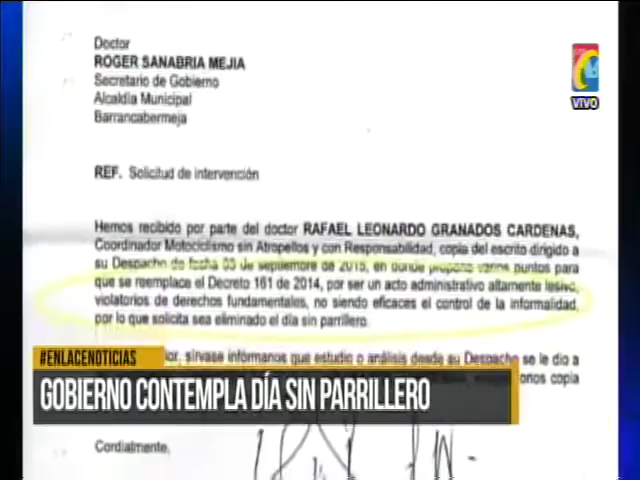 Doctor
ROGER SANABRIA MEJIA
Secretario de Gobierno
Alcaldia Municipal
Barrancabermeja
VIVO
REF. Solicitud de intervención
Hemos recibido por parte del doctor RAFAEL LEONARDO GRANADOS CARDENAS,
Coordinador Motociclismo sin Atropellos y con Responsabilidad, copia del escrito dirigido a
su Despacho de fecha 03 de septiembre de 2015, en donde propone varios puntos para
que se reemplace el Decreto 161 de 2014, por ser un acto administrativo altamente lesivo,
violatorios de derechos fundamentales, no siendo eficaces el control de la informalidad,
por lo que solicita sea eliminado el día sin parrillero.
#ENLACENOTICIAS
lor, sírvase infórmanos que estudio o análisis desde su Despacho se le dio a
GOBIERNO CONTEMPLA DÍA SIN PARRILLERO
onos copia
Cordialmente,